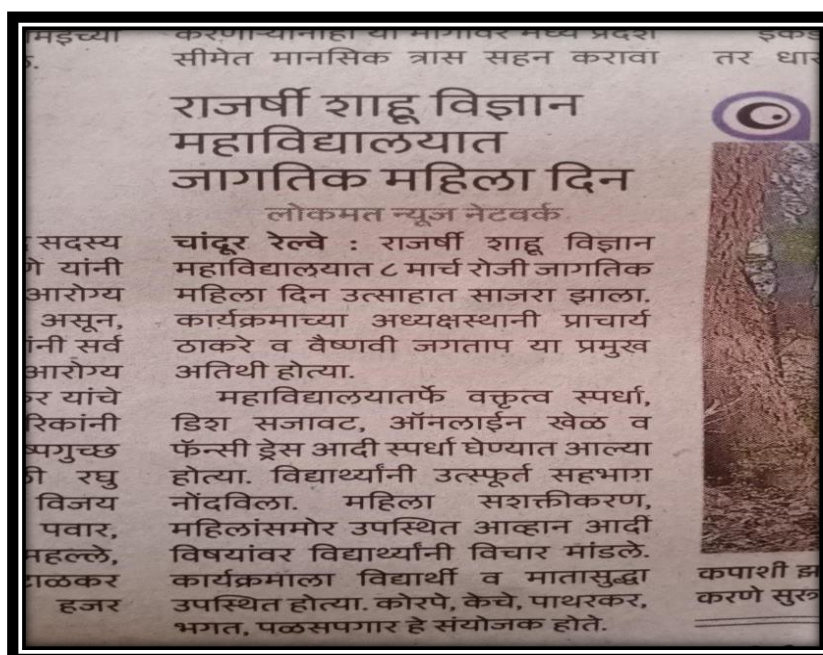 मइच्या
सीमेत मानसिक त्रास सहन करावा
राजर्षी शाहू विज्ञान
महाविद्यालयात
जागतिक महिला दिन
लोकमत न्यूज नेटवर्क
चांदूर रेल्वे : राजर्षी शाहू विज्ञान
महाविद्यालयात ८ मार्च रोजी जागतिक
महिला दिन उत्साहात साजरा झाला.
कार्यक्रमाच्या अध्यक्षस्थानी प्राचार्य
ठाकरे व वैष्णवी जगताप या प्रमुख
अतिथी होत्या.
महाविद्यालयातर्फे वक्तृत्व स्पर्धा,
डिश सजावट, ऑनलाईन खेळ व
फॅन्सी ड्रेस आदी स्पर्धा घेण्यात आल्या
होत्या. विद्यार्थ्यांनी उत्स्फूर्त सहभाग
नोंदविला. महिला सशक्तीकरण,
महिलांसमोर उपस्थित आव्हान आदी
विषयांवर विद्यार्थ्यांनी विचार मांडले.
कार्यक्रमाला विद्यार्थी व मातासुद्धा
उपस्थित होत्या. कोरपे, केचे, पाथरकर,
भगत, पळसपगार हे संयोजक होते.
सदस्य
यांनी
आरोग्य
असून,
सर्व
आरोग्य
यांचे
रघु
विजय
पवार,
हजर
तर
कपाशी
करणे